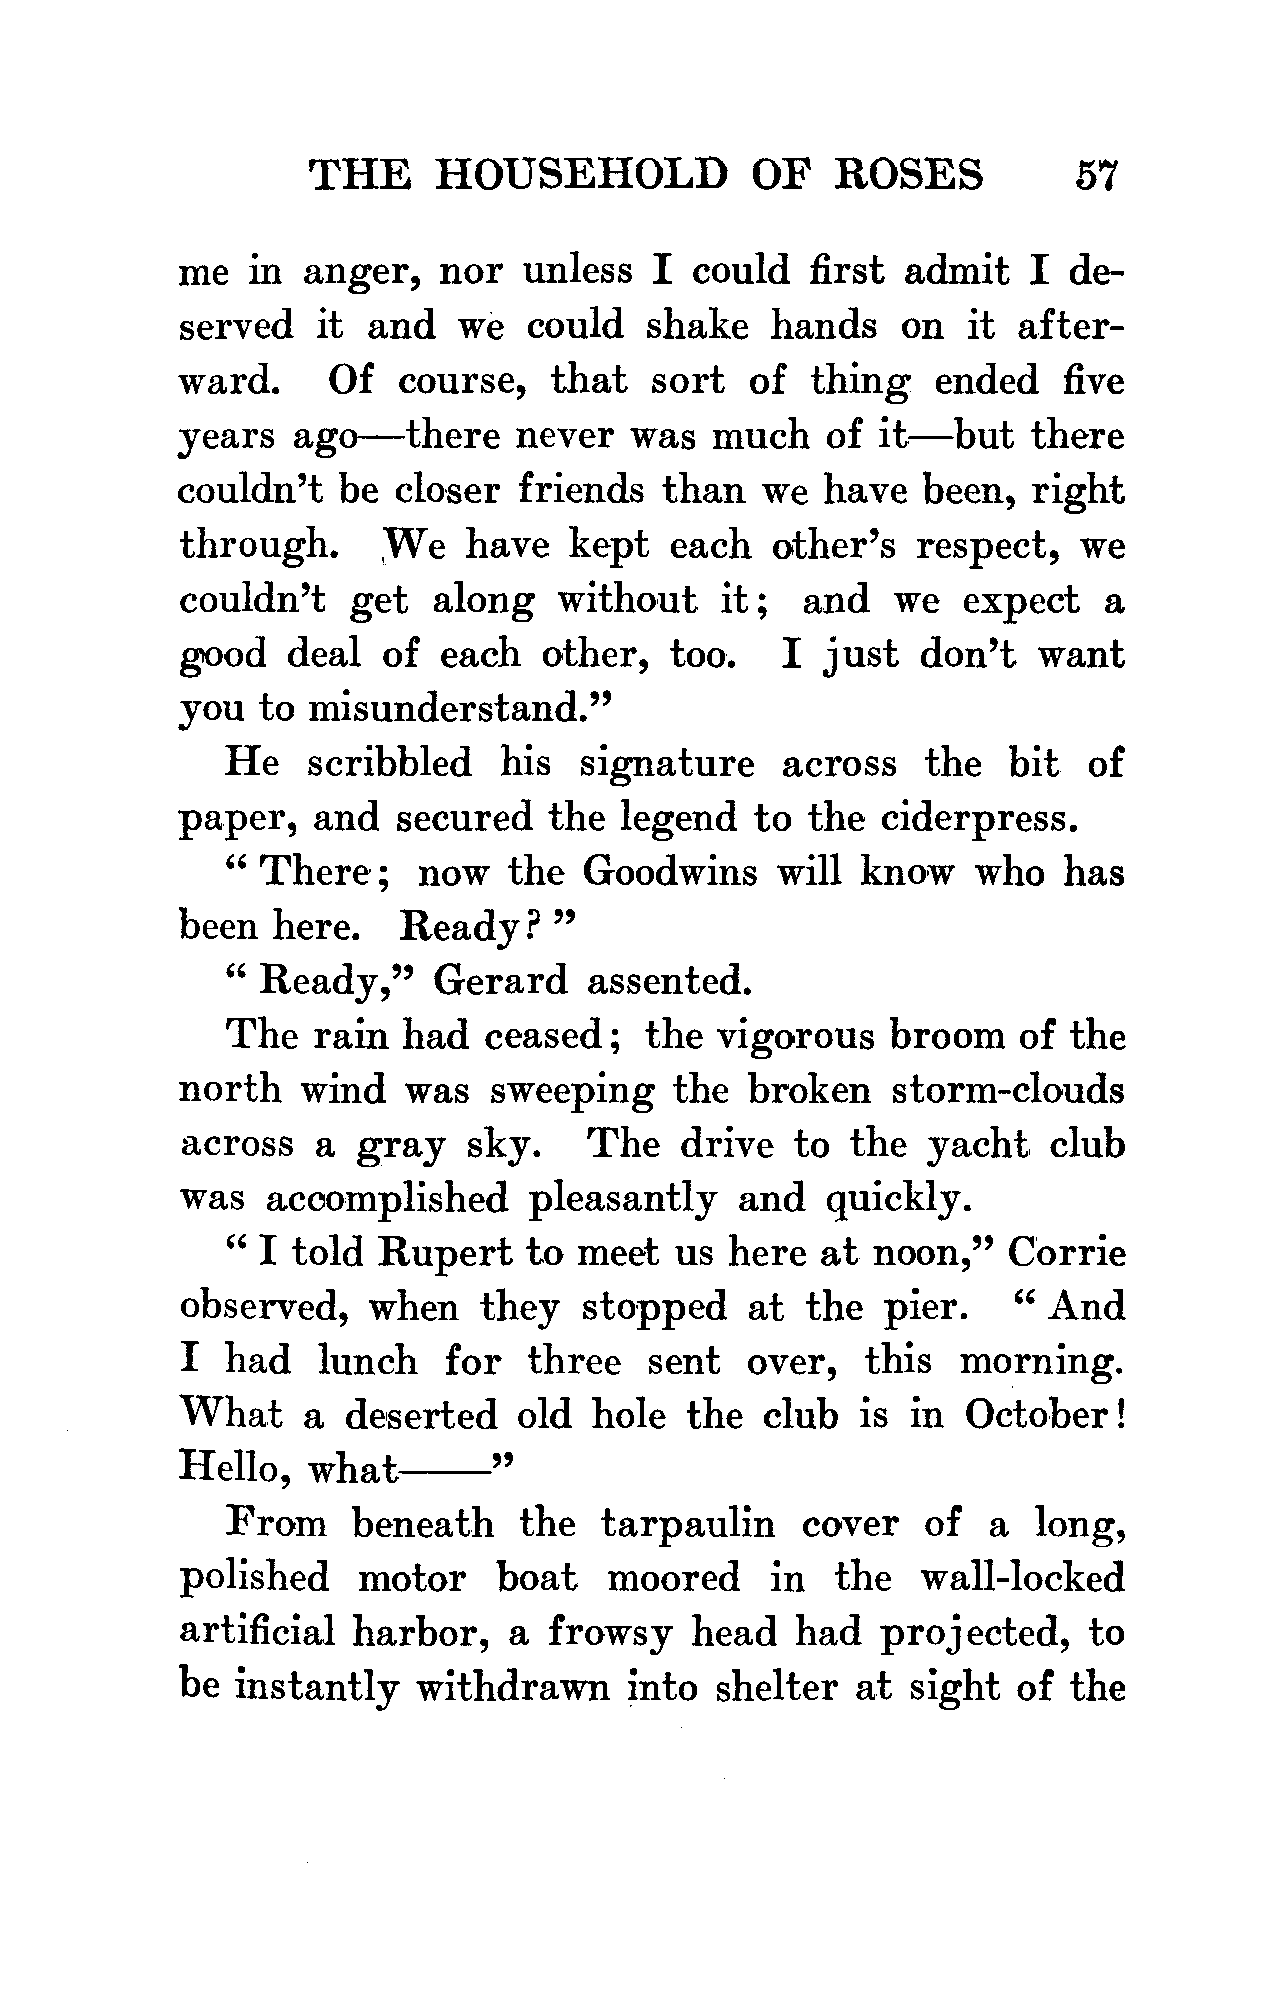 THE HOUSEHOLD OF ROSES 57
me in anger, nor unless I could first admit I de-
served it and we could shake hands on it after-
ward. Of course, that sort of thing ended five
years ago—there never was much of it—but there
couldn't be closer friends than we have been, right
through. We have kept each other's respect, we
couldn't get along without it; and we expect a
good deal of each other, too. I just don't want
you to misunderstand."
He scribbled his signature across the bit of
paper, and secured the legend to the ciderpress.
"There; now the Goodwins will know who has
been here. Ready?"
"Ready," Gerard assented.
The rain had ceased; the vigorous broom of the
north wind was sweeping the broken storm-clouds
across a gray sky. The drive to the yacht club
was accomplished pleasantly and quickly.
"I told Rupert to meet us here at noon," Corrie
observed, when they stopped at the pier. "And
I had lunch for three sent over, this morning.
What a deserted old hole the club is in October!
Hello, what——"
From beneath the tarpaulin cover of a long,
polished motor boat moored in the wall-locked
artificial harbor, a frowsy head had projected, to
be instantly withdrawn into shelter at sight of the